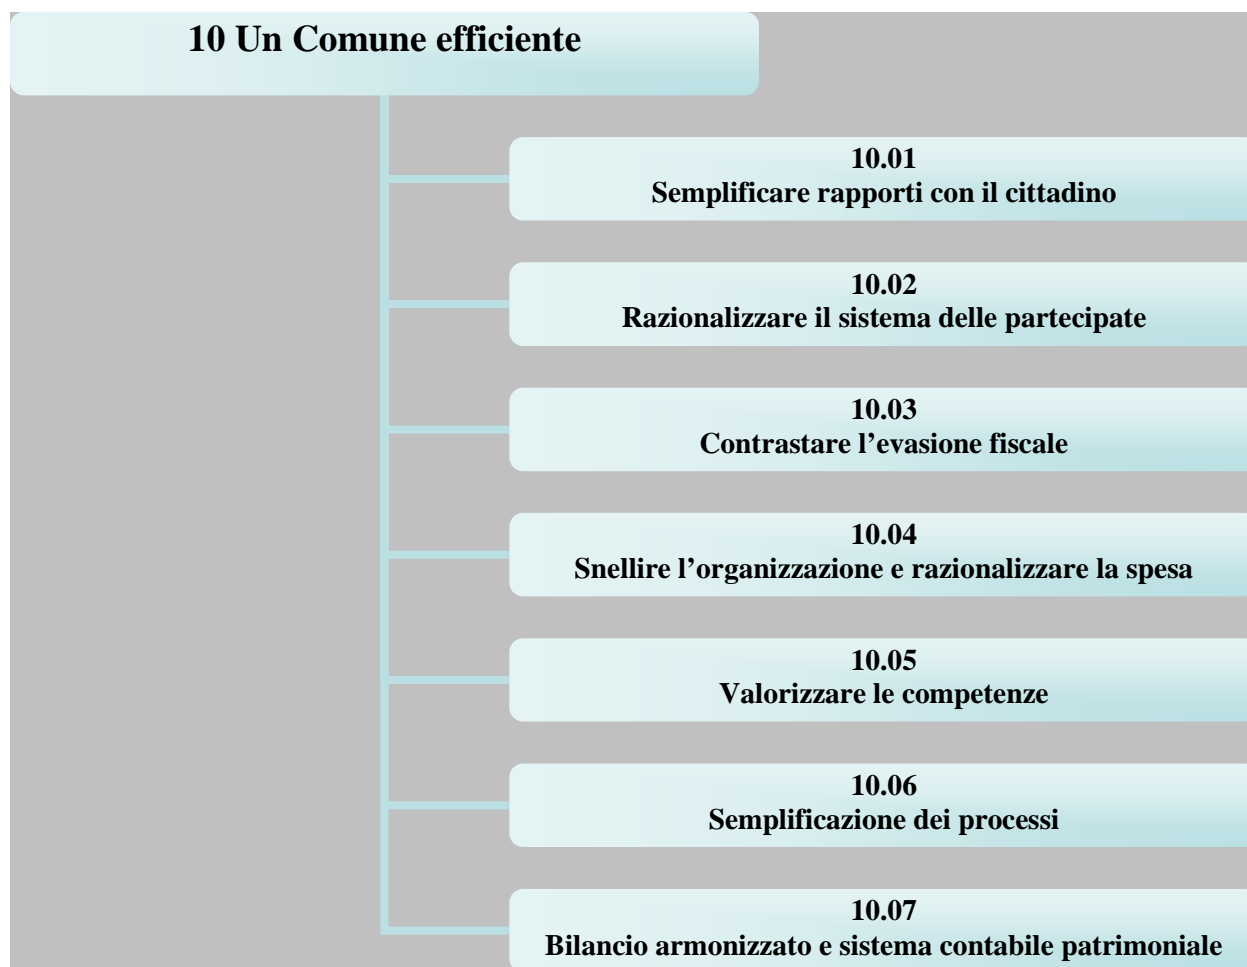 10 Un Comune efficiente
10.01
Semplificare rapporti con il cittadino
10.02
Razionalizzare il sistema delle partecipate
10.03
Contrastare l’evasione fiscale
10.04
Snellire l’organizzazione e razionalizzare la spesa
10.05
Valorizzare le competenze
10.06
Semplificazione dei processi
10.07
Bilancio armonizzato e sistema contabile patrimoniale